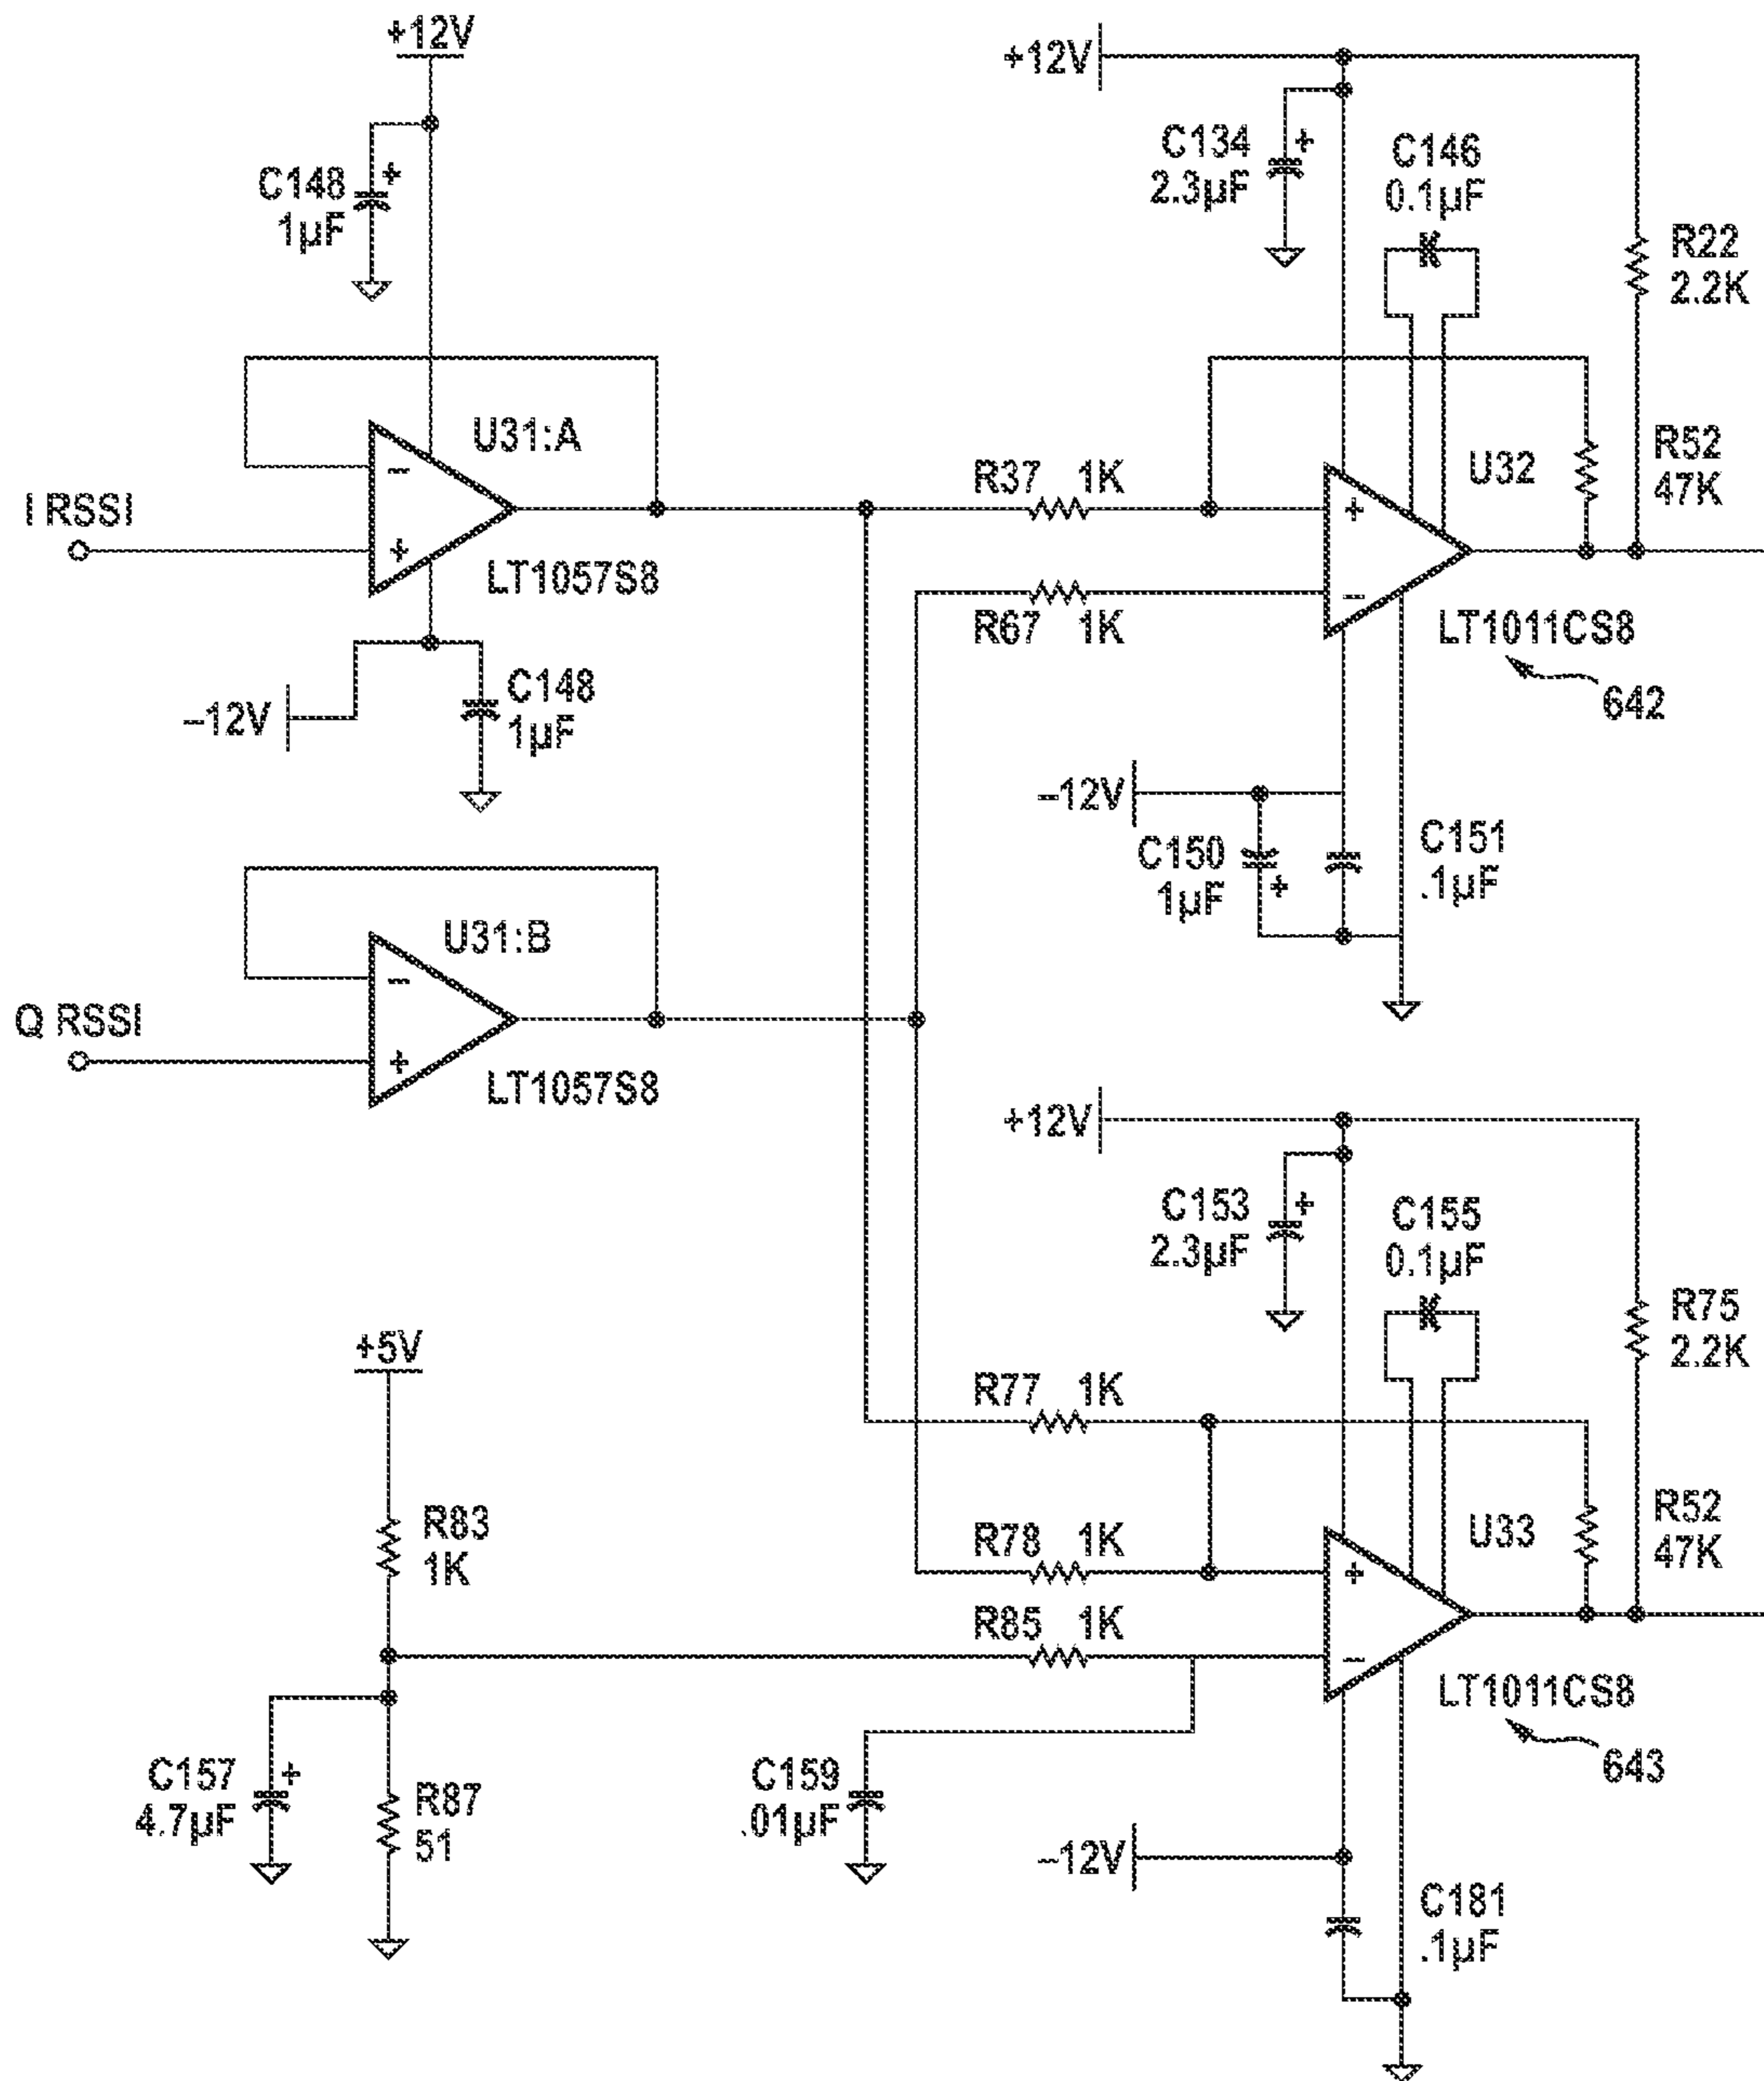 +12V
C148
1µF
+
U31:A
−
+
I RSSI
LT1057S8
−12V
C148
1µF
U31:B
−
+
Q RSSI
LT1057S8
+12V
C134
2.3µF
+
C146
0.1µF
R22
2.2K
R37 1K
U32
R52
47K
+
−
R67 1K
LT1011CS8
642
−12V
C150
1µF
+
C151
.1µF
+12V
C153
2.3µF
+
C155
0.1µF
R75
2.2K
+5V
R77 1K
R83
1K
R78 1K
U33
R52
47K
+
−
R85 1K
LT1011CS8
643
C157
4.7µF
+
R87
51
C159
.01µF
−12V
C181
.1µF